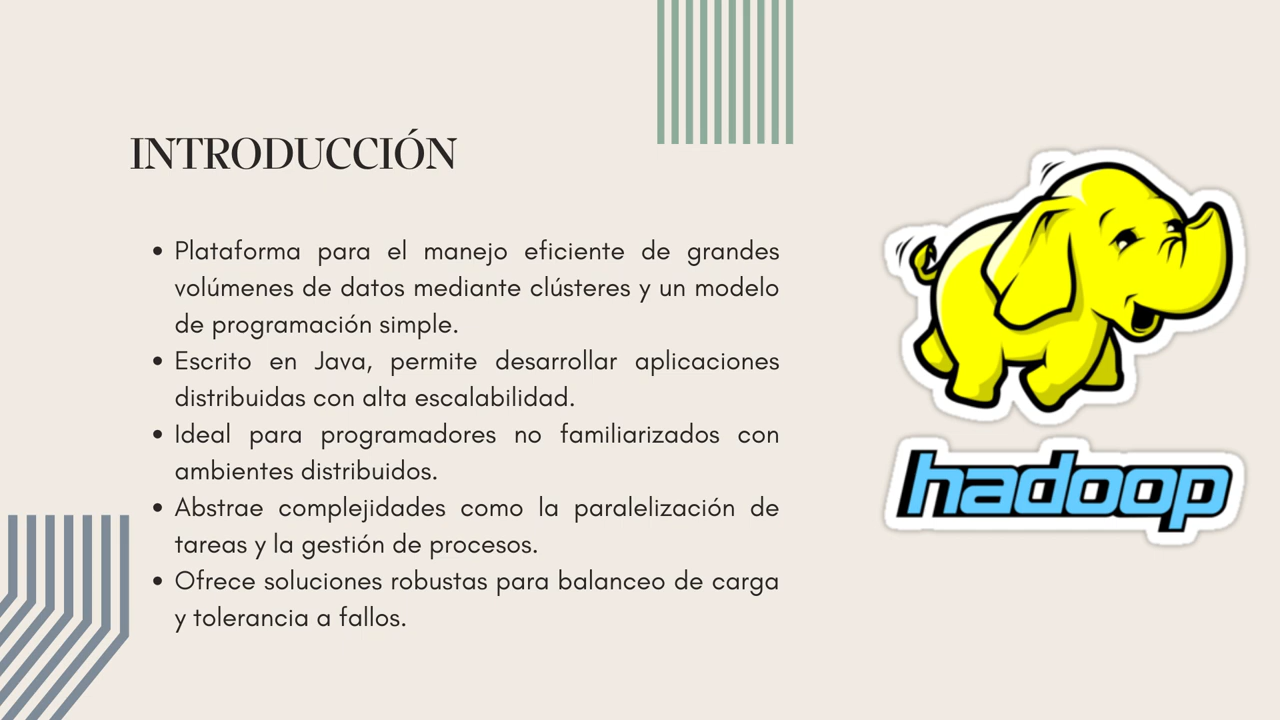 INTRODUCCIÓN
• Plataforma para el manejo eficiente de grandes
volúmenes de datos mediante clústeres y un modelo
de programación simple.
• Escrito en Java, permite desarrollar aplicaciones
distribuidas con alta escalabilidad.
• Ideal para programadores no familiarizados con
ambientes distribuidos.
• Abstrae complejidades como la paralelización de
tareas y la gestión de procesos.
• Ofrece soluciones robustas para balanceo de carga
y tolerancia a fallos.
hadoop